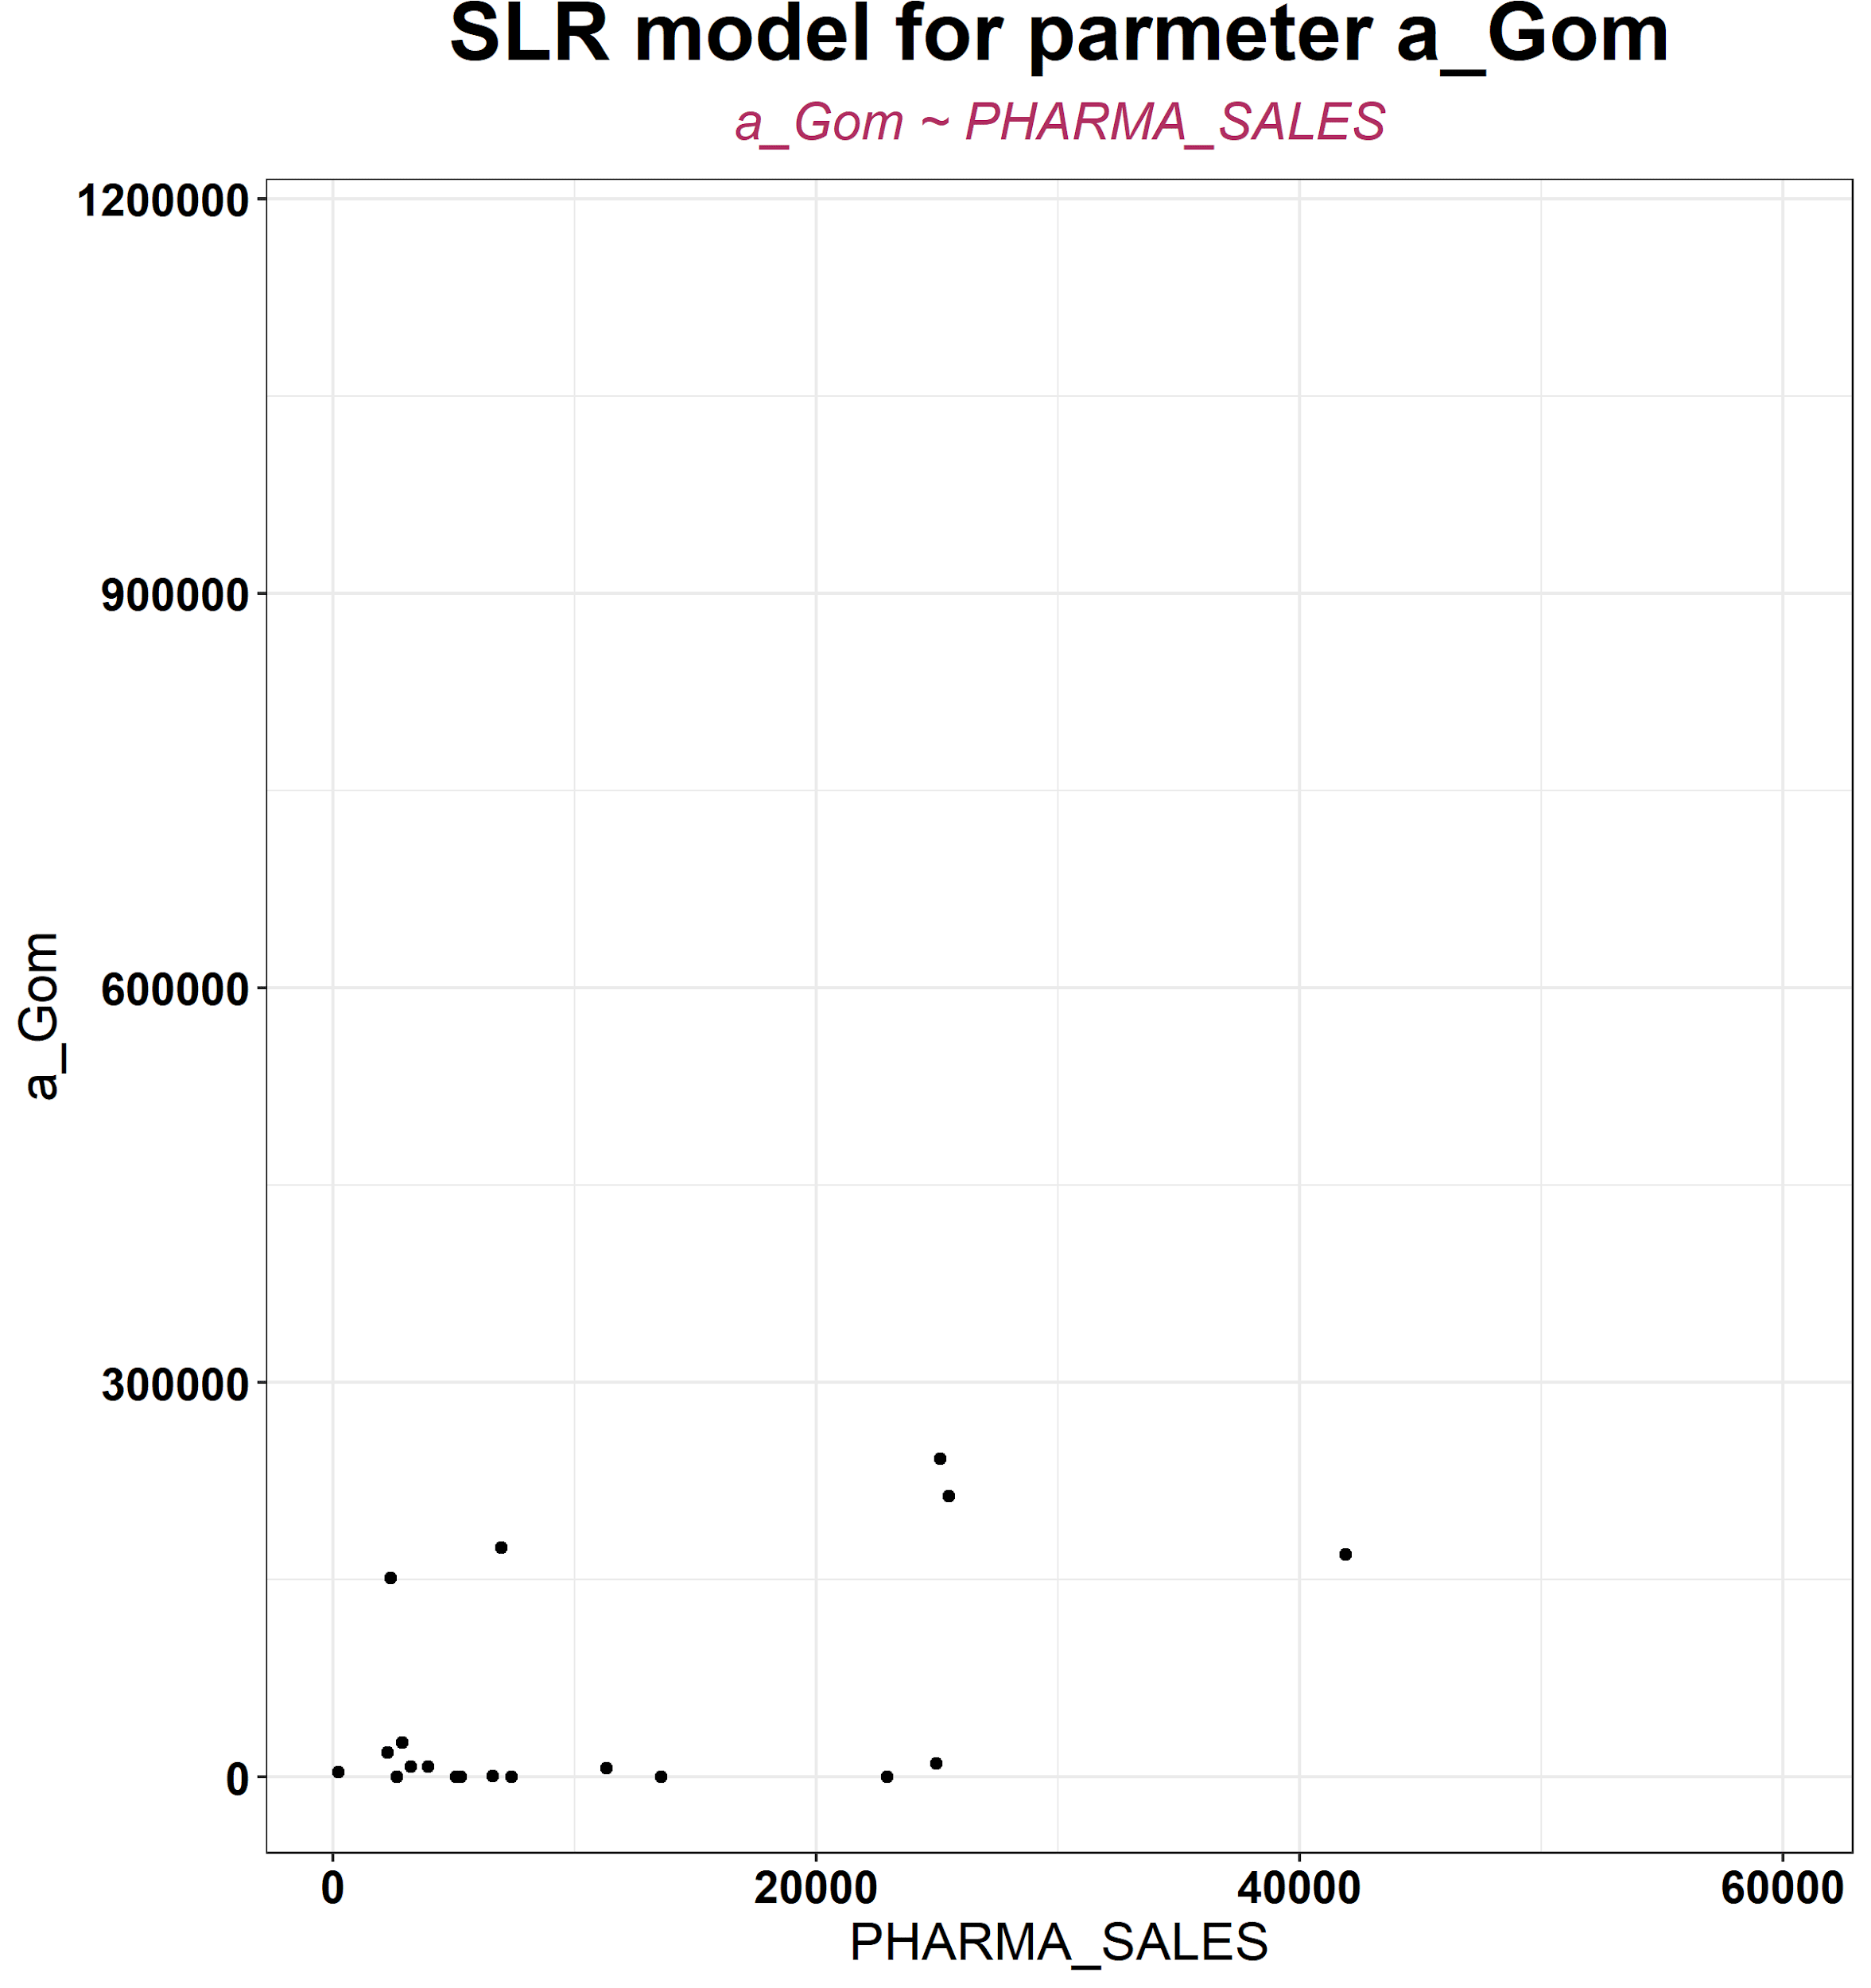 SLR model for parmeter a_Gom
a_Gom ~ PHARMA_SALES
1200000
900000
600000
300000
0
a_Gom
0 20000 40000 60000
PHARMA_SALES